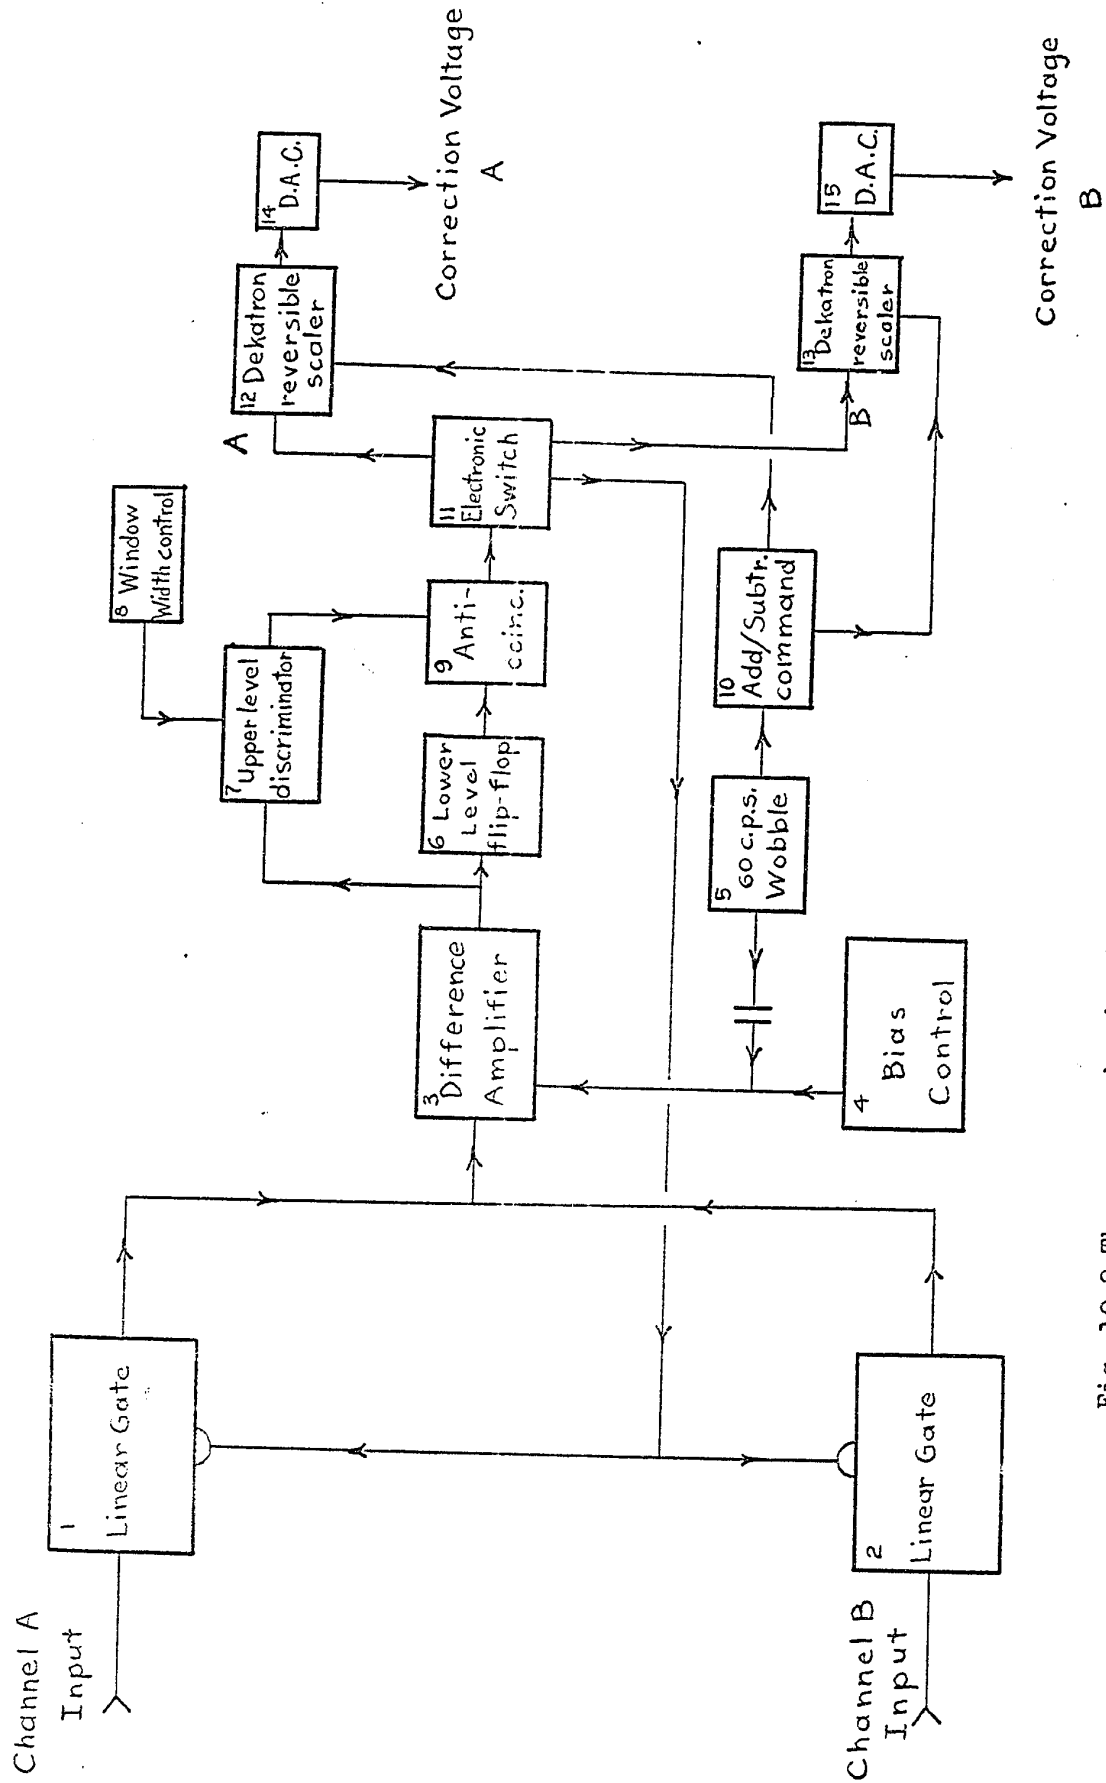 Channel A
Input
1
Linear Gate
Channel B
Input
2
Linear Gate
3
Difference
Amplifier
4
Bias
Control
5
60 c.p.s.
Wobble
6 Lower
Level
flip-flop
7 Upper level
discriminator
8 Window
Width control
9
Anti-
coinc.
10
Add/Subtr.
command
11
Electronic
Switch
A
12 Dekatron
reversible
scaler
B
13 Dekatron
reversible
scaler
14
D.A.C.
15
D.A.C.
Correction Voltage
A
Correction Voltage
B